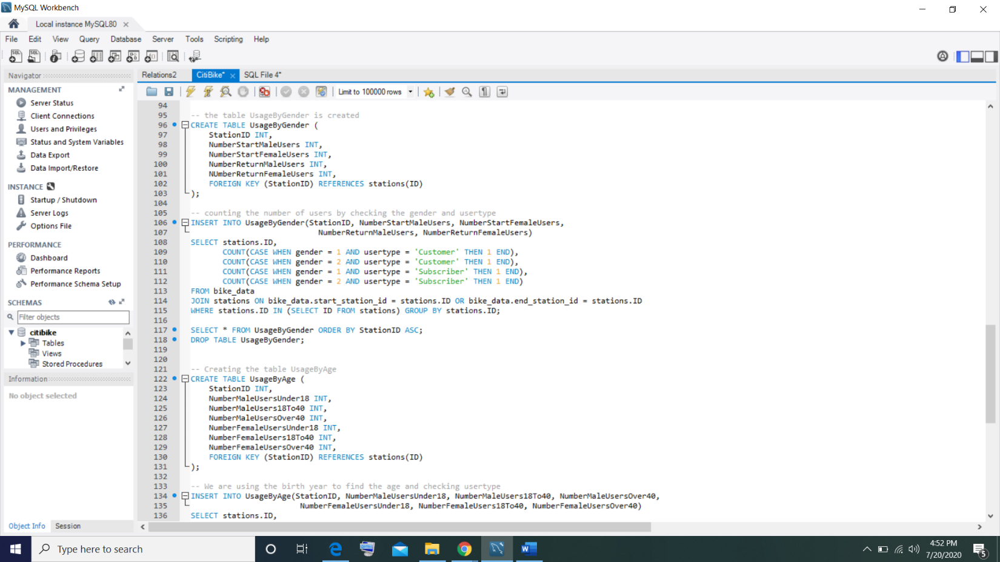 MySQL Workbench
Local instance MySQL80
File Edit View Query Database Server Tools Scripting Help
Navigator
MANAGEMENT
Server Status
Client Connections
Users and Privileges
Status and System Variables
Data Export
Data Import/Restore
INSTANCE
Startup / Shutdown
Server Logs
Options File
PERFORMANCE
Dashboard
Performance Reports
Performance Schema Setup
SCHEMAS
Filter objects
citibike
Tables
Views
Stored Procedures
Information
No object selected
Object Info Session
Relations2 CitiBike* SQL File 4*
Limit to 100000 rows
94
95 -- the table UsageByGender is created
96 CREATE TABLE UsageByGender (
97 StationID INT,
98 NumberStartMaleUsers INT,
99 NumberStartFemaleUsers INT,
100 NumberReturnMaleUsers INT,
101 NUmberReturnFemaleUsers INT,
102 FOREIGN KEY (StationID) REFERENCES stations(ID)
103 );
104
105 -- counting the number of users by checking the gender and usertype
106 INSERT INTO UsageByGender(StationID, NumberStartMaleUsers, NumberStartFemaleUsers,
107 NumberReturnMaleUsers, NumberReturnFemaleUsers)
108 SELECT stations.ID,
109 COUNT(CASE WHEN gender = 1 AND usertype = 'Customer' THEN 1 END),
110 COUNT(CASE WHEN gender = 2 AND usertype = 'Customer' THEN 1 END),
111 COUNT(CASE WHEN gender = 1 AND usertype = 'Subscriber' THEN 1 END),
112 COUNT(CASE WHEN gender = 2 AND usertype = 'Subscriber' THEN 1 END)
113 FROM bike_data
114 JOIN stations ON bike_data.start_station_id = stations.ID OR bike_data.end_station_id = stations.ID
115 WHERE stations.ID IN (SELECT ID FROM stations) GROUP BY stations.ID;
116
117 SELECT * FROM UsageByGender ORDER BY StationID ASC;
118 DROP TABLE UsageByGender;
119
120
121 -- Creating the table UsageByAge
122 CREATE TABLE UsageByAge (
123 StationID INT,
124 NumberMaleUsersUnder18 INT,
125 NumberMaleUsers18To40 INT,
126 NumberMaleUsersOver40 INT,
127 NumberFemaleUsersUnder18 INT,
128 NumberFemaleUsers18To40 INT,
129 NumberFemaleUsersOver40 INT,
130 FOREIGN KEY (StationID) REFERENCES stations(ID)
131 );
132
133 -- We are using the birth year to find the age and checking usertype
134 INSERT INTO UsageByAge(StationID, NumberMaleUsersUnder18, NumberMaleUsers18To40, NumberMaleUsersOver40,
135 NumberFemaleUsersUnder18, NumberFemaleUsers18To40, NumberFemaleUsersOver40)
136 SELECT stations.ID,
Type here to search
4:52 PM
7/20/2020
5